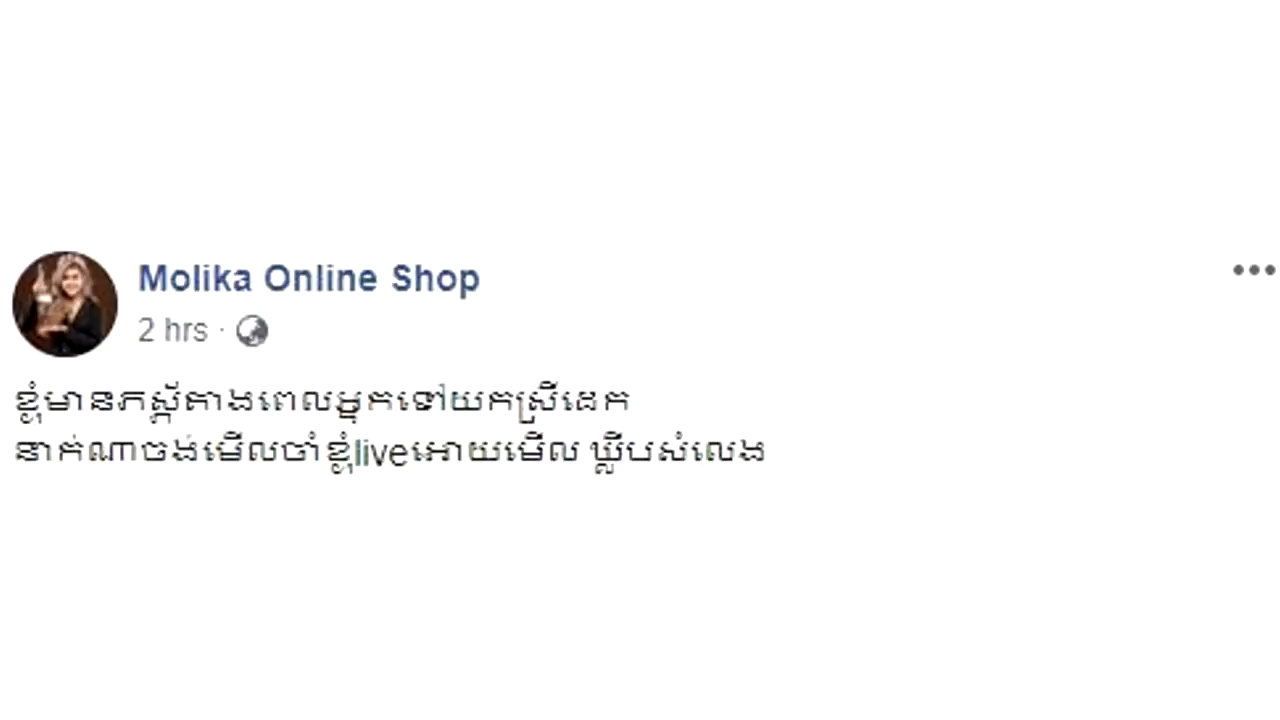 Molika Online Shop
2 hrs ·
ខ្ញុំមានភស្ត័តាងពេលអ្នកទៅយកស្រីដេក
នាក់ណាចង់មើលចាំខ្ញុំliveអោយមើល ឃ្លីបសំលេង